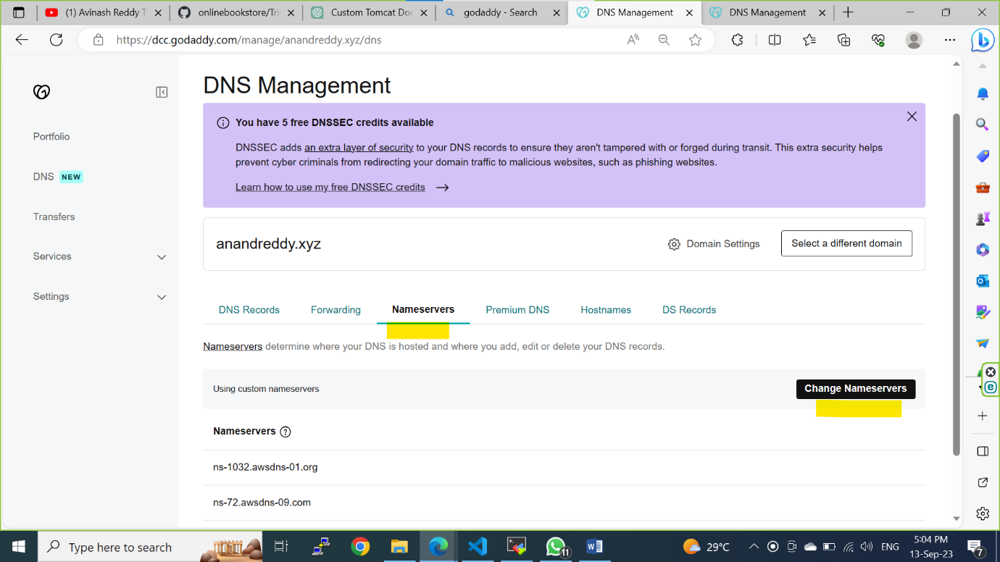 (1) Avinash Reddy T
onlinebookstore/Tri
Custom Tomcat Doc
godaddy - Search
DNS Management
DNS Management
https://dcc.godaddy.com/manage/anandreddy.xyz/dns
DNS Management
You have 5 free DNSSEC credits available
DNSSEC adds an extra layer of security to your DNS records to ensure they aren't tampered with or forged during transit. This extra security helps
prevent cyber criminals from redirecting your domain traffic to malicious websites, such as phishing websites.
Learn how to use my free DNSSEC credits
Portfolio
DNS NEW
Transfers
Services
Settings
anandreddy.xyz
Domain Settings
Select a different domain
DNS Records
Forwarding
Nameservers
Premium DNS
Hostnames
DS Records
Nameservers determine where your DNS is hosted and where you add, edit or delete your DNS records.
Using custom nameservers
Change Nameservers
Nameservers ?
ns-1032.awsdns-01.org
ns-72.awsdns-09.com
Type here to search
11
29°C
ENG
5:04 PM
13-Sep-23
7